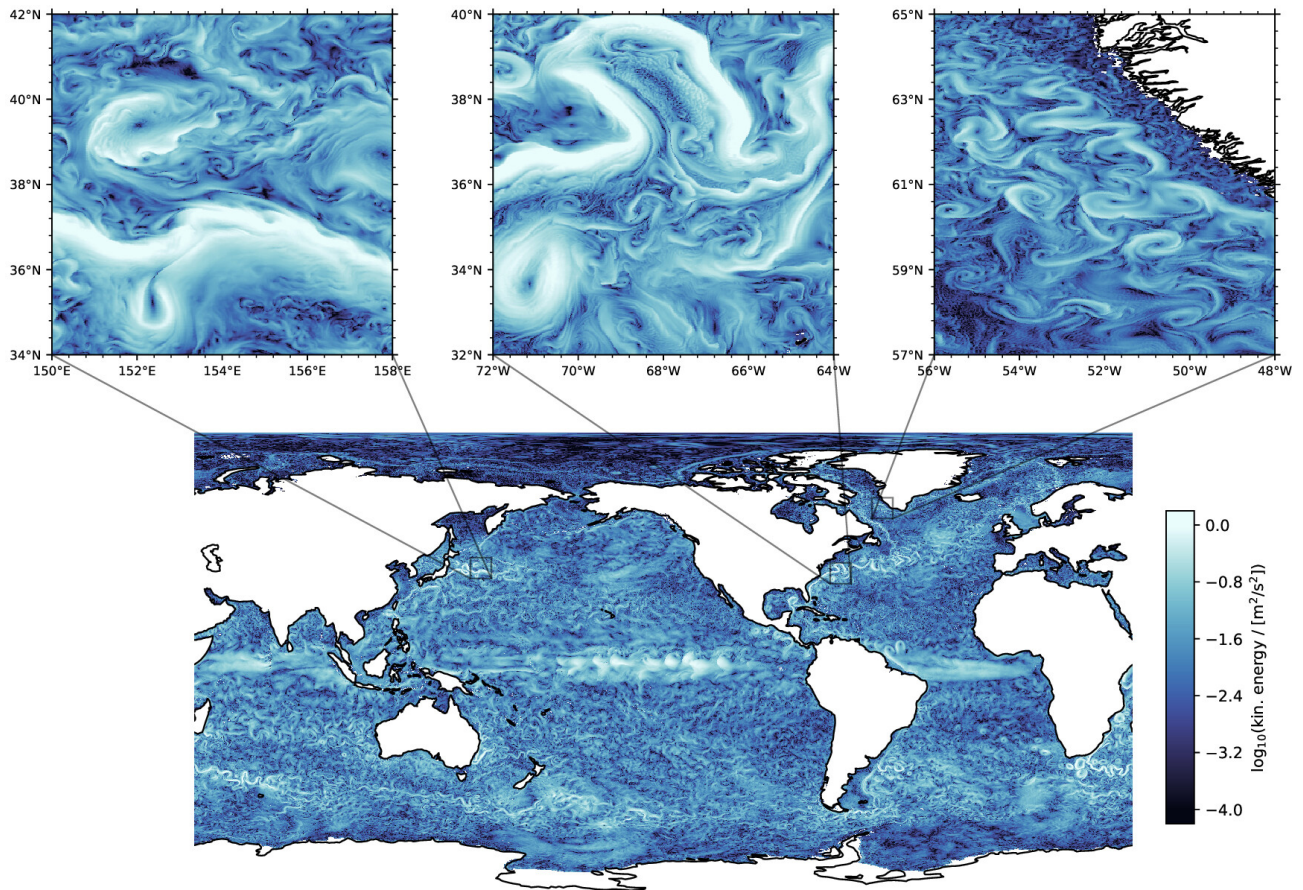 42°N
40°N
38°N
36°N
34°N
150°E 152°E 154°E 156°E 158°E
40°N
38°N
36°N
34°N
32°N
72°W 70°W 68°W 66°W 64°W
65°N
63°N
61°N
59°N
57°N
56°W 54°W 52°W 50°W 48°W
0.0
−0.8
−1.6
−2.4
−3.2
−4.0
log₁₀(kin. energy / [m²/s²])